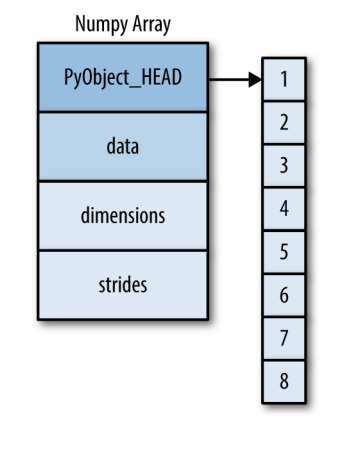 Numpy Array
PyObject_HEAD
data
dimensions
strides
1
2
3
4
5
6
7
8